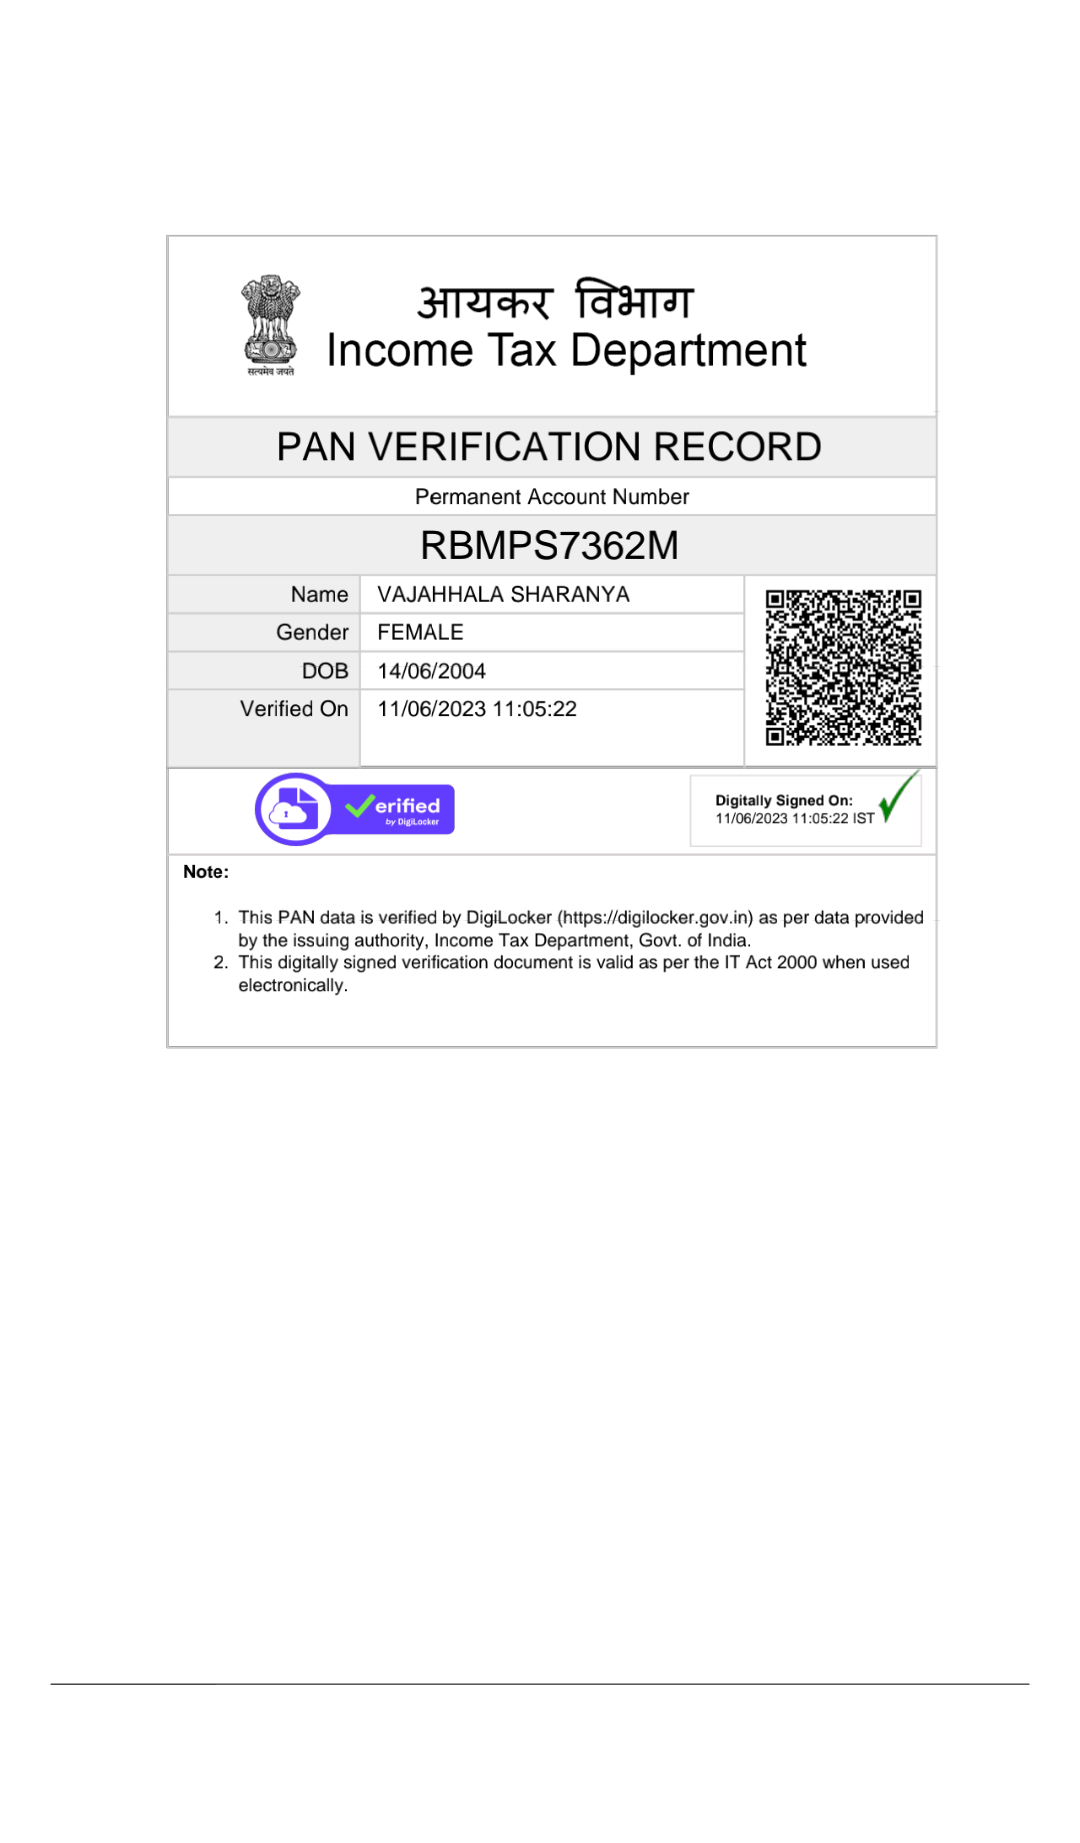 आयकर विभाग
Income Tax Department
सत्यमेव जयते
PAN VERIFICATION RECORD
Permanent Account Number
RBMPS7362M
Name VAJAHHALA SHARANYA
Gender FEMALE
DOB 14/06/2004
Verified On 11/06/2023 11:05:22
erified
by DigiLocker
Digitally Signed On:
11/06/2023 11:05:22 IST
Note:
1. This PAN data is verified by DigiLocker (https://digilocker.gov.in) as per data provided
by the issuing authority, Income Tax Department, Govt. of India.
2. This digitally signed verification document is valid as per the IT Act 2000 when used
electronically.